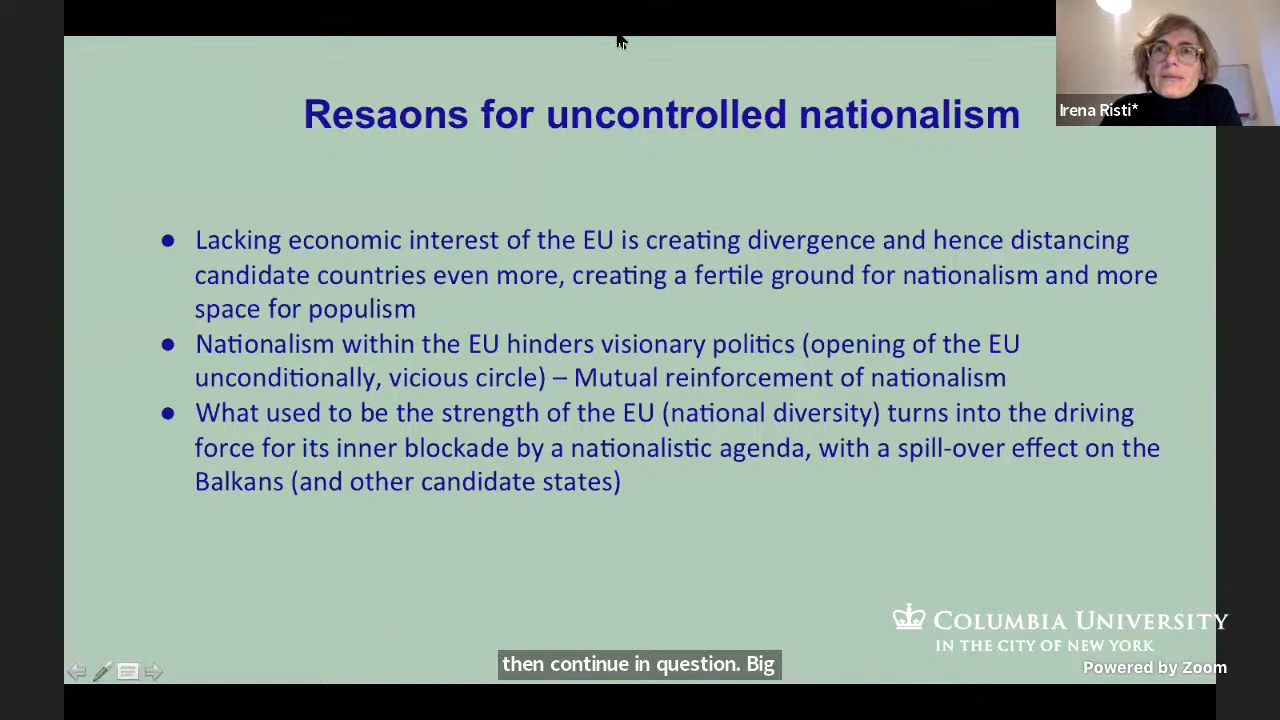 Irena Risti*
Resaons for uncontrolled nationalism
● Lacking economic interest of the EU is creating divergence and hence distancing
candidate countries even more, creating a fertile ground for nationalism and more
space for populism
● Nationalism within the EU hinders visionary politics (opening of the EU
unconditionally, vicious circle) – Mutual reinforcement of nationalism
● What used to be the strength of the EU (national diversity) turns into the driving
force for its inner blockade by a nationalistic agenda, with a spill-over effect on the
Balkans (and other candidate states)
COLUMBIA UNIVERSITY
IN THE CITY OF NEW YORK
then continue in question. Big
Powered by Zoom